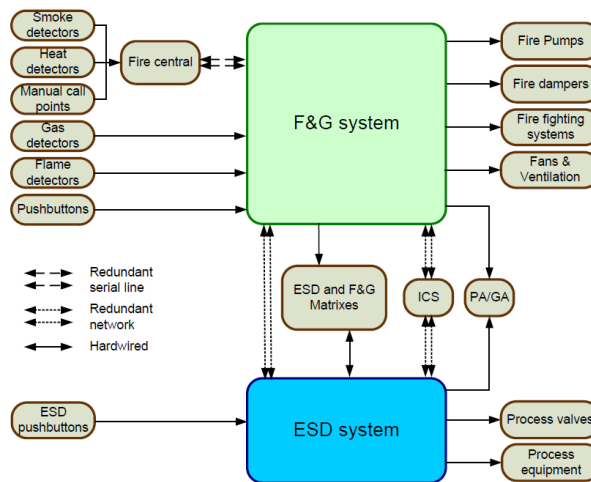 Smoke
detectors
Heat
detectors
Manual call
points
Fire central
Gas
detectors
Flame
detectors
Pushbuttons
F&G system
Fire Pumps
Fire dampers
Fire fighting
systems
Fans &
Ventilation
Redundant
serial line
Redundant
network
Hardwired
ESD and F&G
Matrixes
ICS
PA/GA
ESD
pushbuttons
ESD system
Process valves
Process
equipment